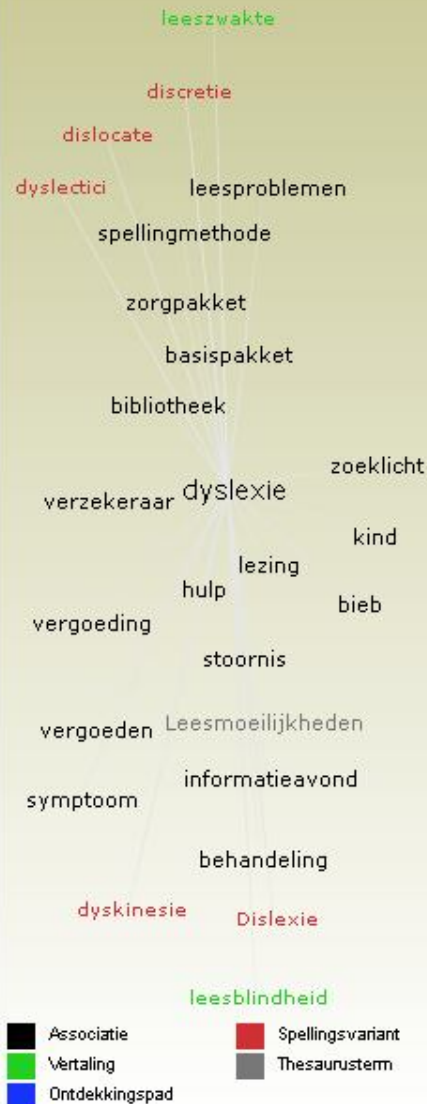 leeszwakte
discretie
dislocate
dyslectici leesproblemen
spellingmethode
zorgpakket
basispakket
bibliotheek
zoeklicht
verzekeraar dyslexie
kind
lezing
hulp
bieb
vergoeding
stoornis
vergoeden Leesmoeilijkheden
informatieavond
symptoom
behandeling
dyskinesie Dislexie
leesblindheid
Associatie Spellingsvariant
Vertaling Thesaurusterm
Ontdekkingspad